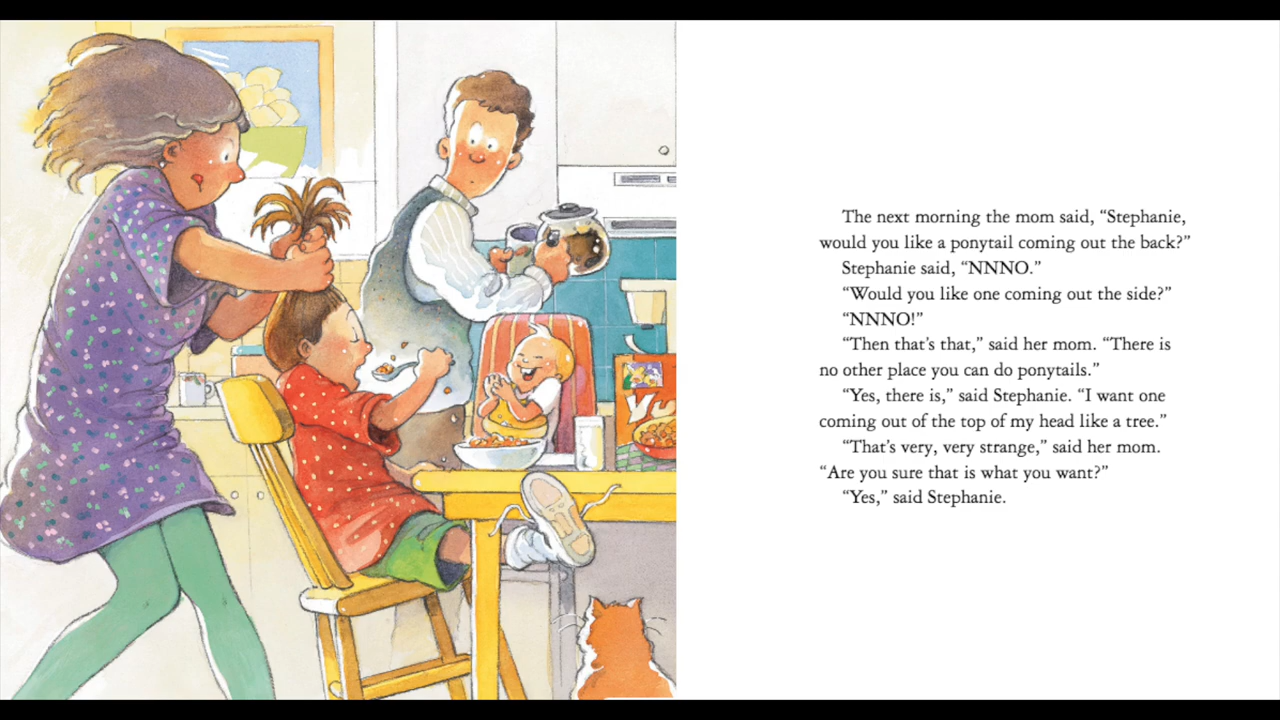 The next morning the mom said, “Stephanie,
would you like a ponytail coming out the back?”
Stephanie said, “NNNO.”
“Would you like one coming out the side?”
“NNNO!”
“Then that’s that,” said her mom. “There is
no other place you can do ponytails.”
“Yes, there is,” said Stephanie. “I want one
coming out of the top of my head like a tree.”
“That’s very, very strange,” said her mom.
“Are you sure that is what you want?”
“Yes,” said Stephanie.